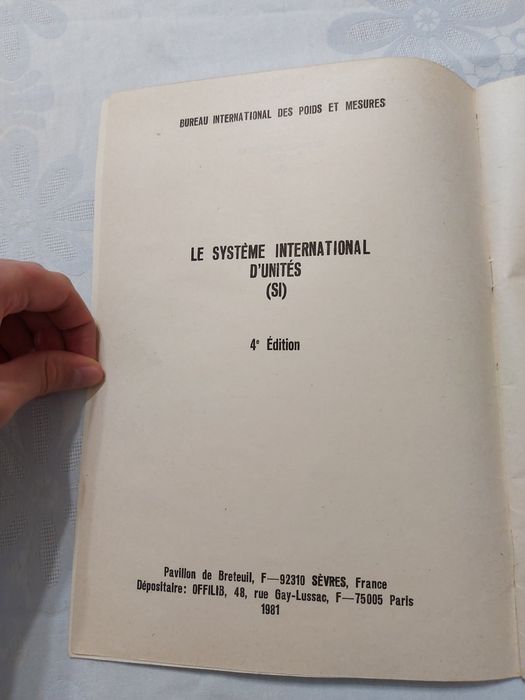 BUREAU INTERNATIONAL DES POIDS ET MESURES
LE SYSTÈME INTERNATIONAL
D'UNITÉS
(SI)
4e Édition
Pavillon de Breteuil, F—92310 SÈVRES, France
Dépositaire: OFFILIB, 48, rue Gay-Lussac, F—75005 Paris
1981